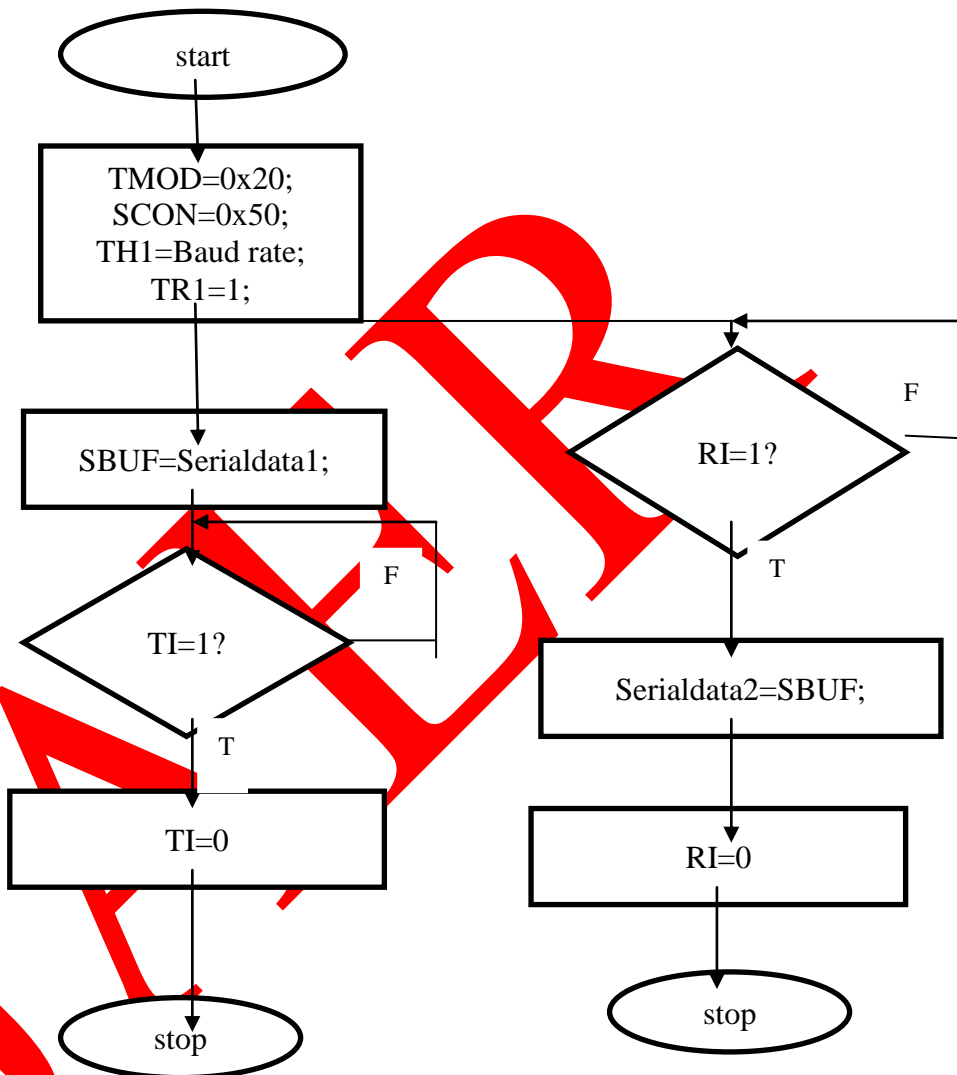 start
TMOD=0x20;
SCON=0x50;
TH1=Baud rate;
TR1=1;
SBUF=Serialdata1;
F
TI=1?
T
TI=0
stop
F
RI=1?
T
Serialdata2=SBUF;
RI=0
stop